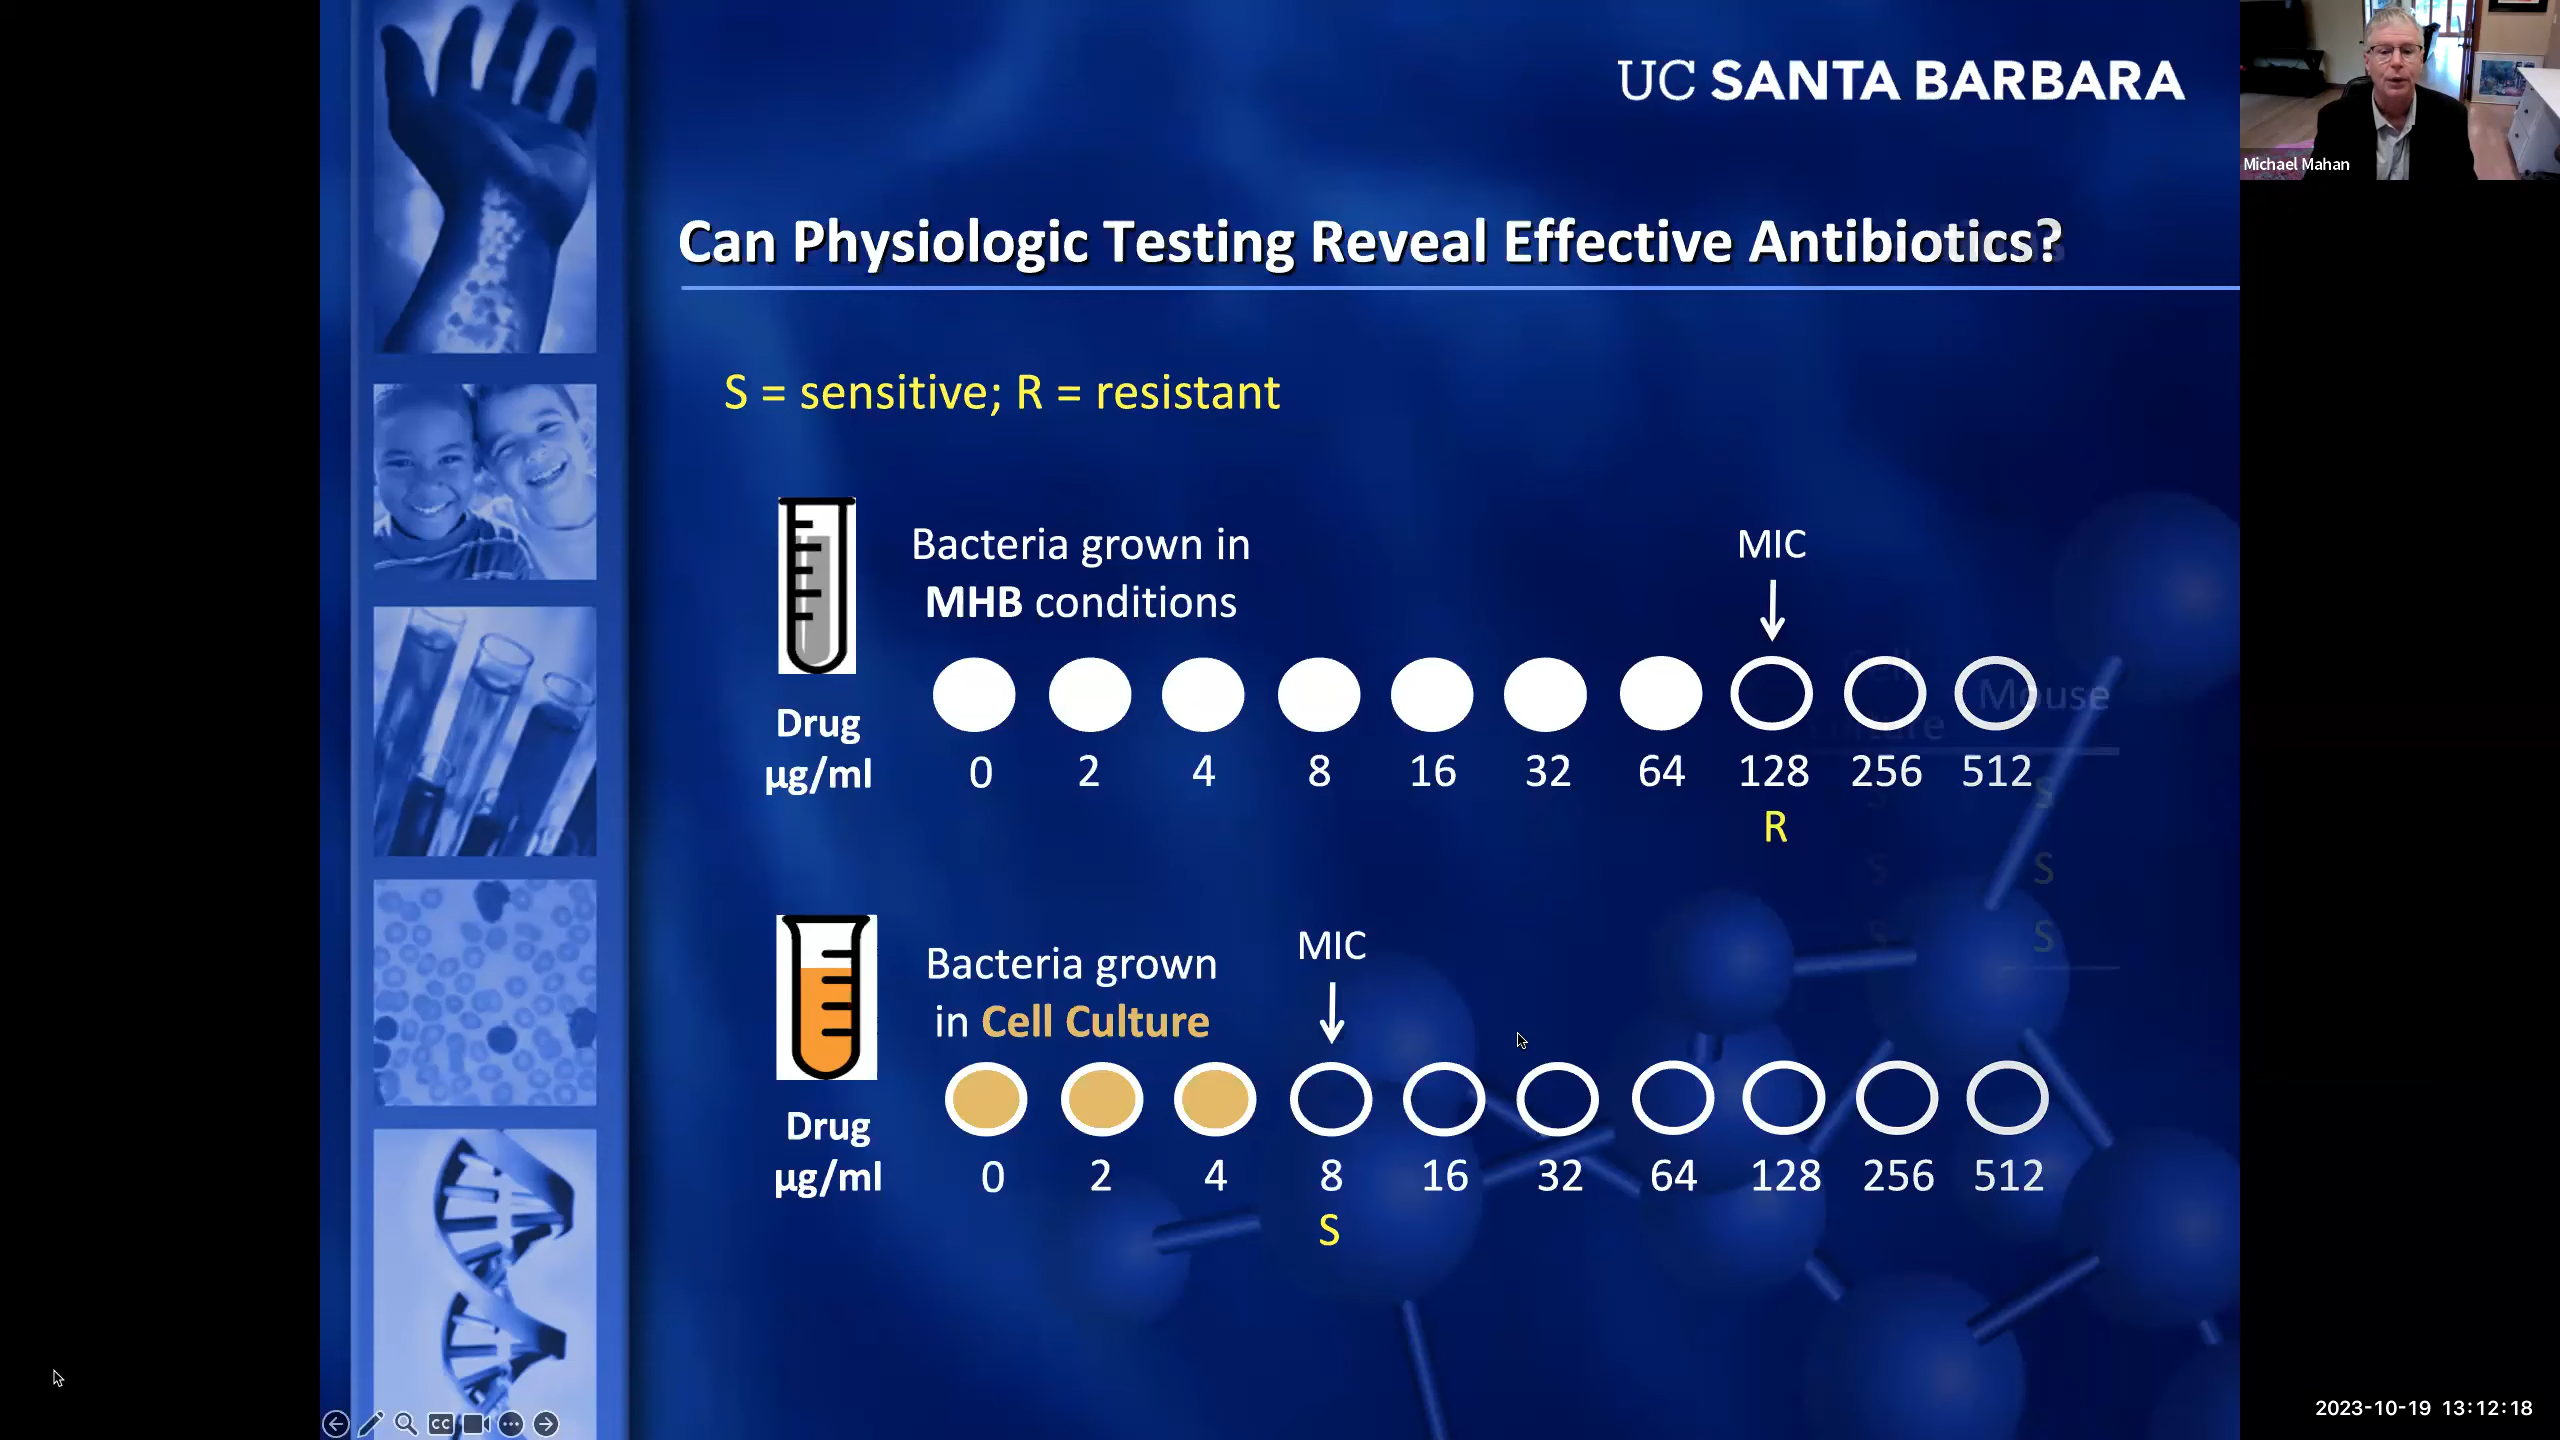 UC SANTA BARBARA
Michael Mahan
Can Physiologic Testing Reveal Effective Antibiotics?
S = sensitive; R = resistant
Bacteria grown in
MHB conditions
MIC
Mouse
Drug
µg/ml
0 2 4 8 16 32 64 128 256 512
R
S
S
S
Bacteria grown
in Cell Culture
MIC
Drug
µg/ml
0 2 4 8 16 32 64 128 256 512
S
CC
2023-10-19 13:12:18